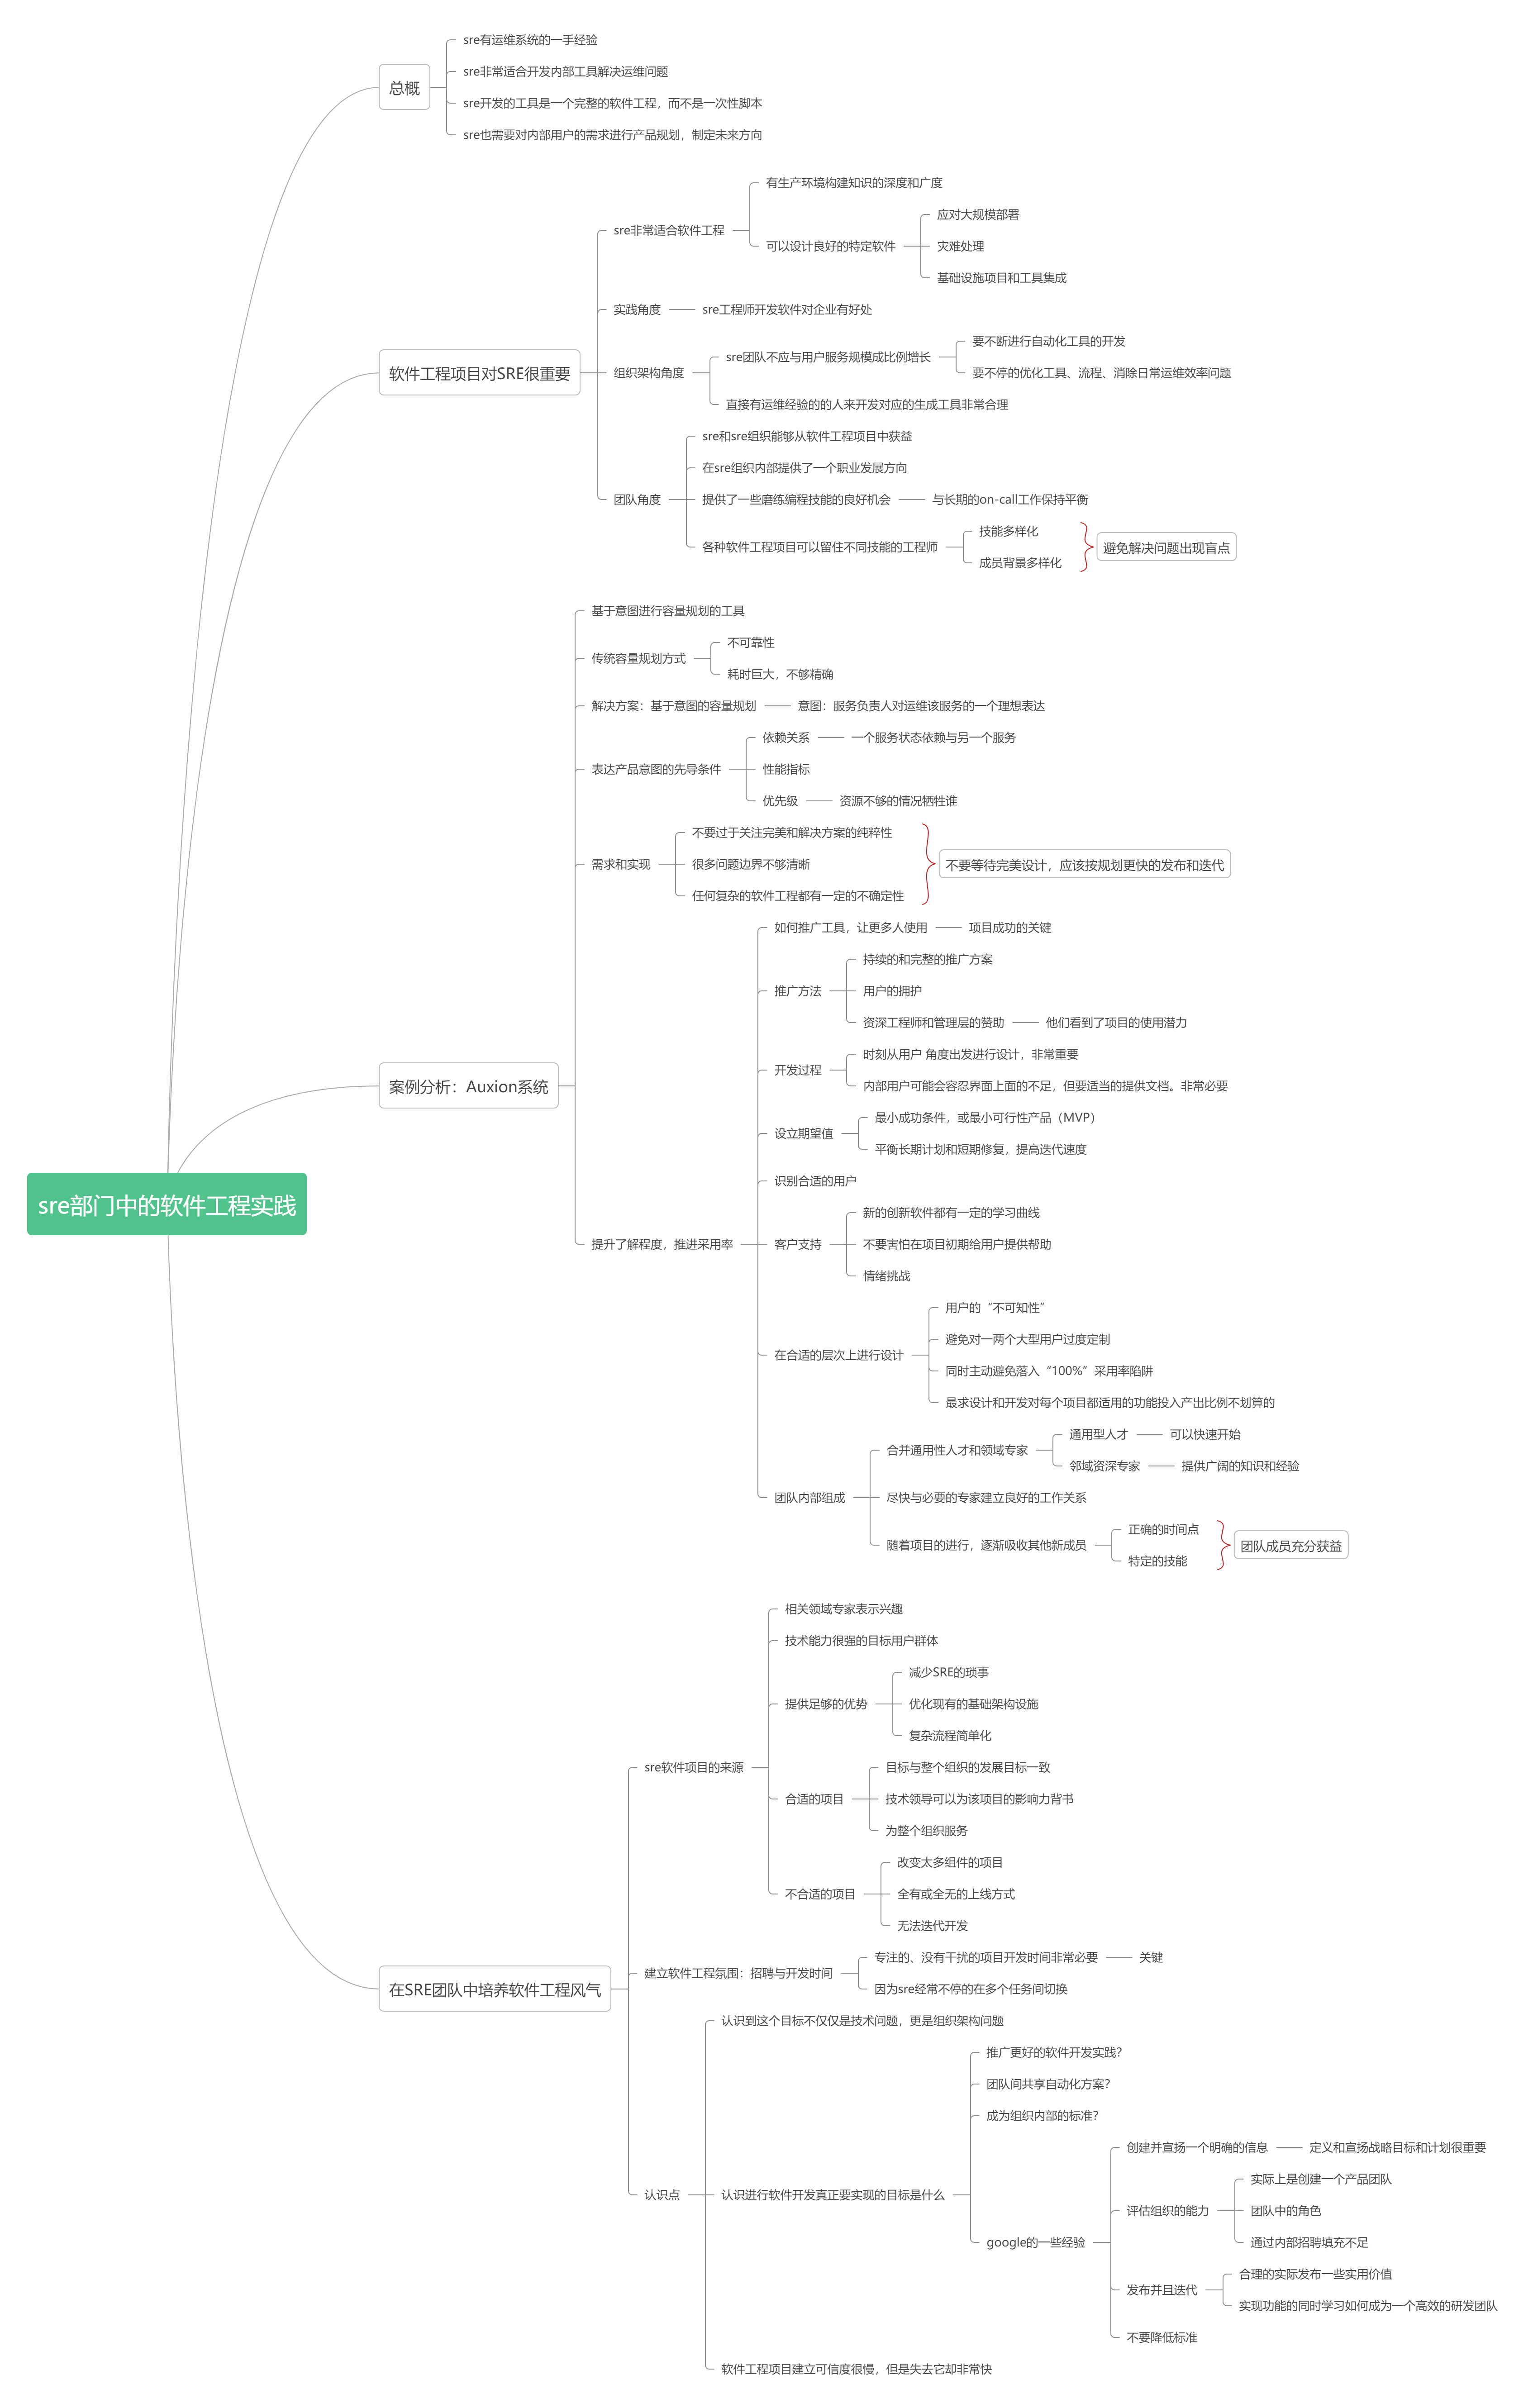 sre部门中的软件工程实践
总概
sre有运维系统的一手经验
sre非常适合开发内部工具解决运维问题
sre开发的工具是一个完整的软件工程，而不是一次性脚本
sre也需要对内部用户的需求进行产品规划，制定未来方向
软件工程项目对SRE很重要
sre非常适合软件工程
有生产环境构建知识的深度和广度
可以设计良好的特定软件
应对大规模部署
灾难处理
基础设施项目和工具集成
实践角度
sre工程师开发软件对企业有好处
组织架构角度
sre团队不应与用户服务规模成比例增长
要不断进行自动化工具的开发
要不停的优化工具、流程、消除日常运维效率问题
直接有运维经验的的人来开发对应的生成工具非常合理
团队角度
sre和sre组织能够从软件工程项目中获益
在sre组织内部提供了一个职业发展方向
提供了一些磨练编程技能的良好机会
与长期的on-call工作保持平衡
各种软件工程项目可以留住不同技能的工程师
技能多样化
成员背景多样化
避免解决问题出现盲点
案例分析：Auxion系统
基于意图进行容量规划的工具
传统容量规划方式
不可靠性
耗时巨大，不够精确
解决方案：基于意图的容量规划
意图：服务负责人对运维该服务的一个理想表达
表达产品意图的先导条件
依赖关系
一个服务状态依赖与另一个服务
性能指标
优先级
资源不够的情况牺牲谁
需求和实现
不要过于关注完美和解决方案的纯粹性
很多问题边界不够清晰
任何复杂的软件工程都有一定的不确定性
不要等待完美设计，应该按规划更快的发布和迭代
提升了解程度，推进采用率
如何推广工具，让更多人使用
项目成功的关键
推广方法
持续的和完整的推广方案
用户的拥护
资深工程师和管理层的赞助
他们看到了项目的使用潜力
开发过程
时刻从用户 角度出发进行设计，非常重要
内部用户可能会容忍界面上面的不足，但要适当的提供文档。非常必要
设立期望值
最小成功条件，或最小可行性产品（MVP）
平衡长期计划和短期修复，提高迭代速度
识别合适的用户
客户支持
新的创新软件都有一定的学习曲线
不要害怕在项目初期给用户提供帮助
情绪挑战
在合适的层次上进行设计
用户的“不可知性”
避免对一两个大型用户过度定制
同时主动避免落入“100%”采用率陷阱
最求设计和开发对每个项目都适用的功能投入产出比例不划算的
团队内部组成
合并通用性人才和领域专家
通用型人才
可以快速开始
邻域资深专家
提供广阔的知识和经验
尽快与必要的专家建立良好的工作关系
随着项目的进行，逐渐吸收其他新成员
正确的时间点
特定的技能
团队成员充分获益
在SRE团队中培养软件工程风气
sre软件项目的来源
相关领域专家表示兴趣
技术能力很强的目标用户群体
提供足够的优势
减少SRE的琐事
优化现有的基础架构设施
复杂流程简单化
合适的项目
目标与整个组织的发展目标一致
技术领导可以为该项目的影响力背书
为整个组织服务
不合适的项目
改变太多组件的项目
全有或全无的上线方式
无法迭代开发
建立软件工程氛围：招聘与开发时间
专注的、没有干扰的项目开发时间非常必要
关键
因为sre经常不停的在多个任务间切换
认识点
认识到这个目标不仅仅是技术问题，更是组织架构问题
认识进行软件开发真正要实现的目标是什么
推广更好的软件开发实践？
团队间共享自动化方案？
成为组织内部的标准？
google的一些经验
创建并宣扬一个明确的信息
定义和宣扬战略目标和计划很重要
评估组织的能力
实际上是创建一个产品团队
团队中的角色
通过内部招聘填充不足
发布并且迭代
合理的实际发布一些实用价值
实现功能的同时学习如何成为一个高效的研发团队
不要降低标准
软件工程项目建立可信度很慢，但是失去它却非常快